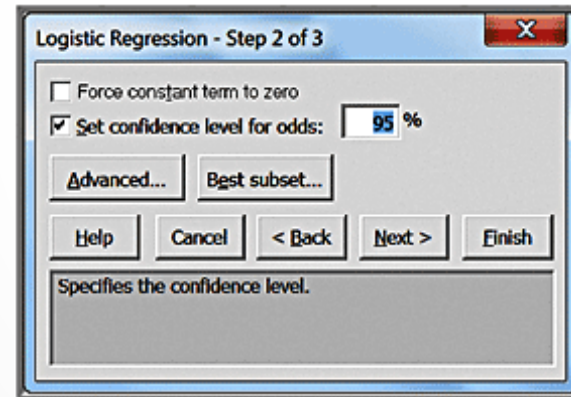 Logistic Regression - Step 2 of 3
Force constant term to zero
Set confidence level for odds: 95 %
Advanced... Best subset...
Help Cancel < Back Next > Finish
Specifies the confidence level.